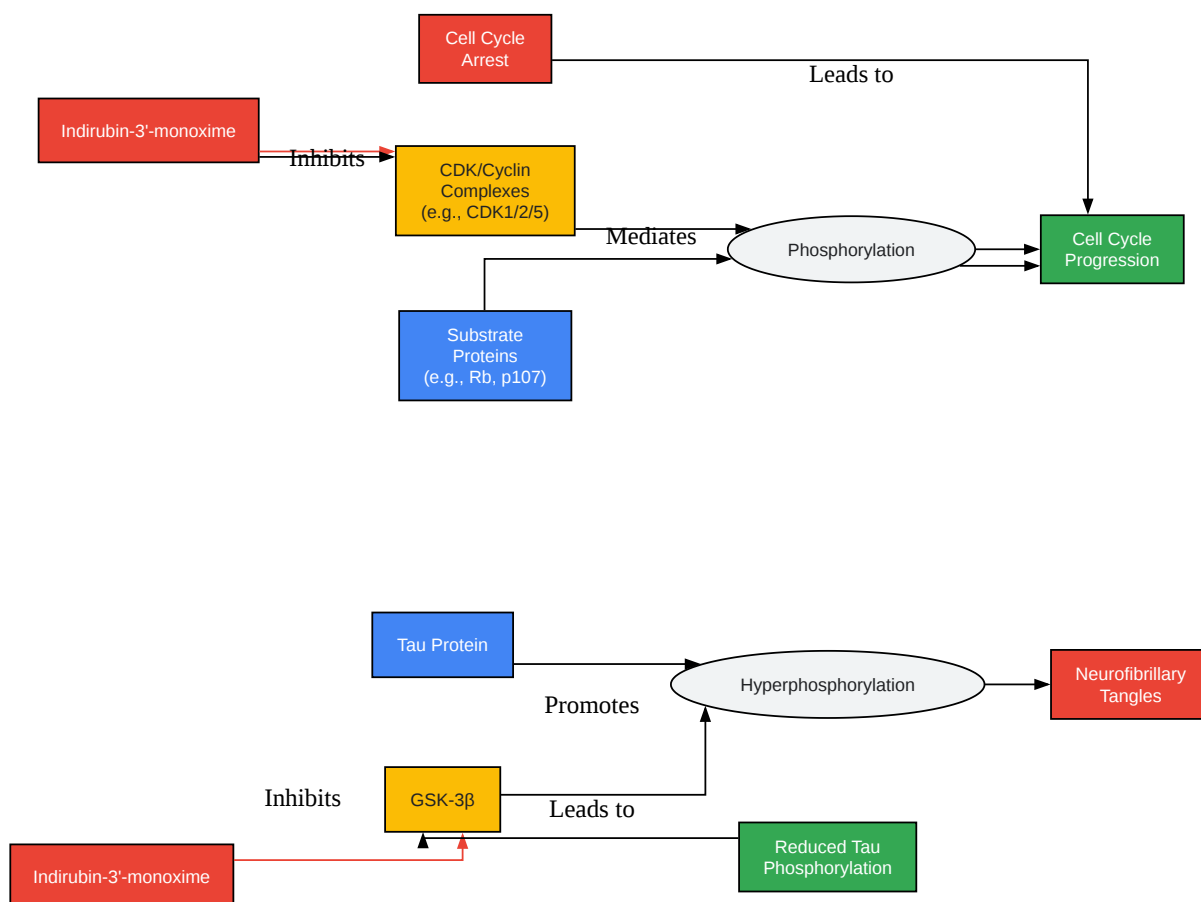 Cell Cycle
Arrest
Leads to
Indirubin-3'-monoxime
Inhibits
CDK/Cyclin
Complexes
(e.g., CDK1/2/5)
Mediates
Phosphorylation
Cell Cycle
Progression
Substrate
Proteins
(e.g., Rb, p107)
Tau Protein
Hyperphosphorylation
Neurofibrillary
Tangles
Promotes
Inhibits
GSK-3β
Leads to
Reduced Tau
Phosphorylation
Indirubin-3'-monoxime